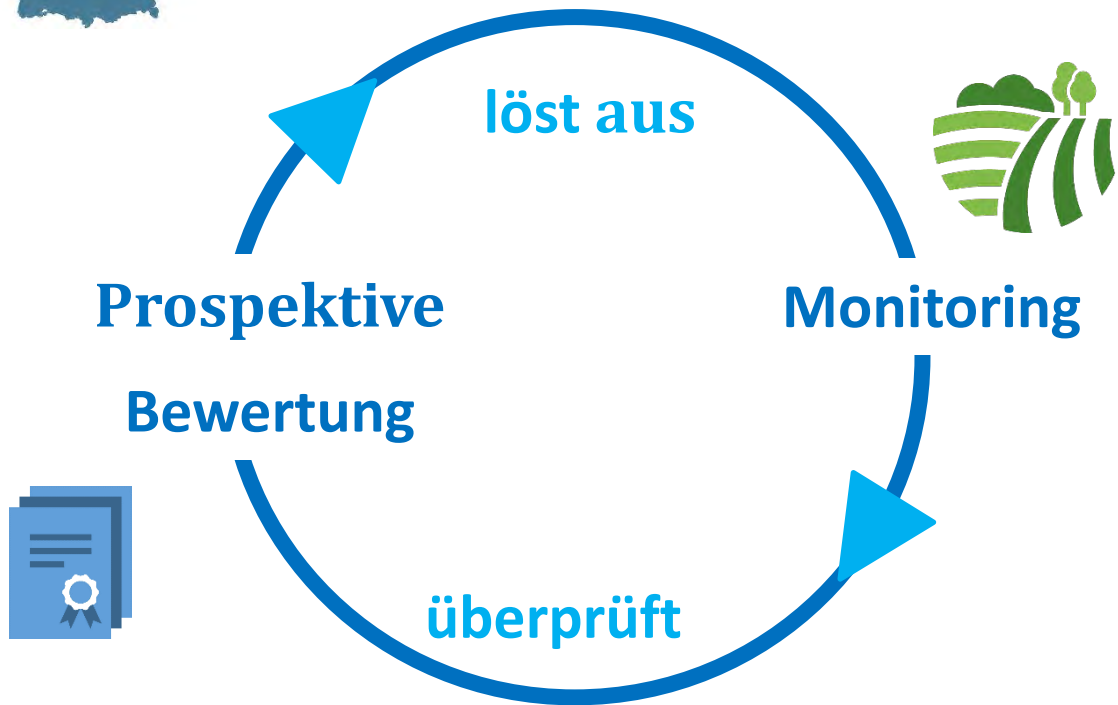 löst aus
Prospektive
Bewertung
Monitoring
überprüft